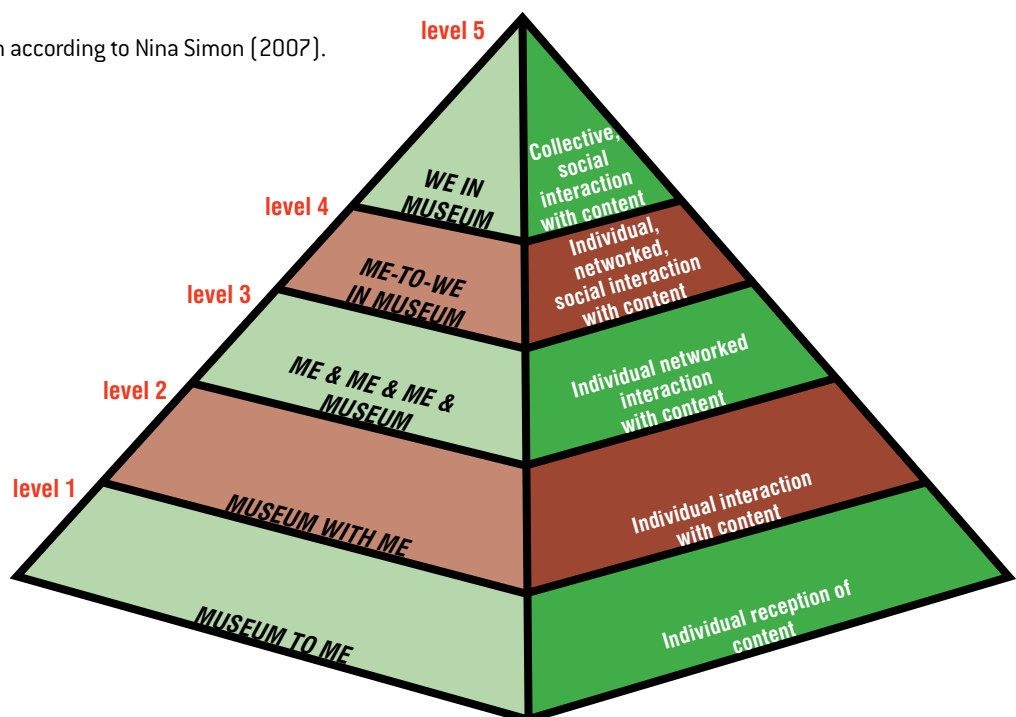 level 5
according to Nina Simon (2007).
Collective,
social
interaction
with content
WE IN
MUSEUM
level 4
Individual,
networked,
social interaction
with content
ME-TO-WE
IN MUSEUM
level 3
Individual networked
interaction
with content
ME & ME & ME &
MUSEUM
level 2
Individual interaction
with content
MUSEUM WITH ME
level 1
Individual reception of
content
MUSEUM TO ME